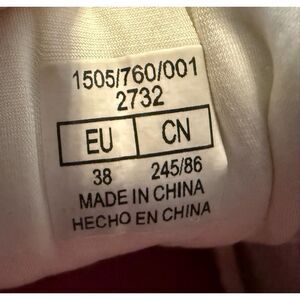 1505/760/001
2732
EU CN
38 245/86
MADE IN CHINA
HECHO EN CHINA